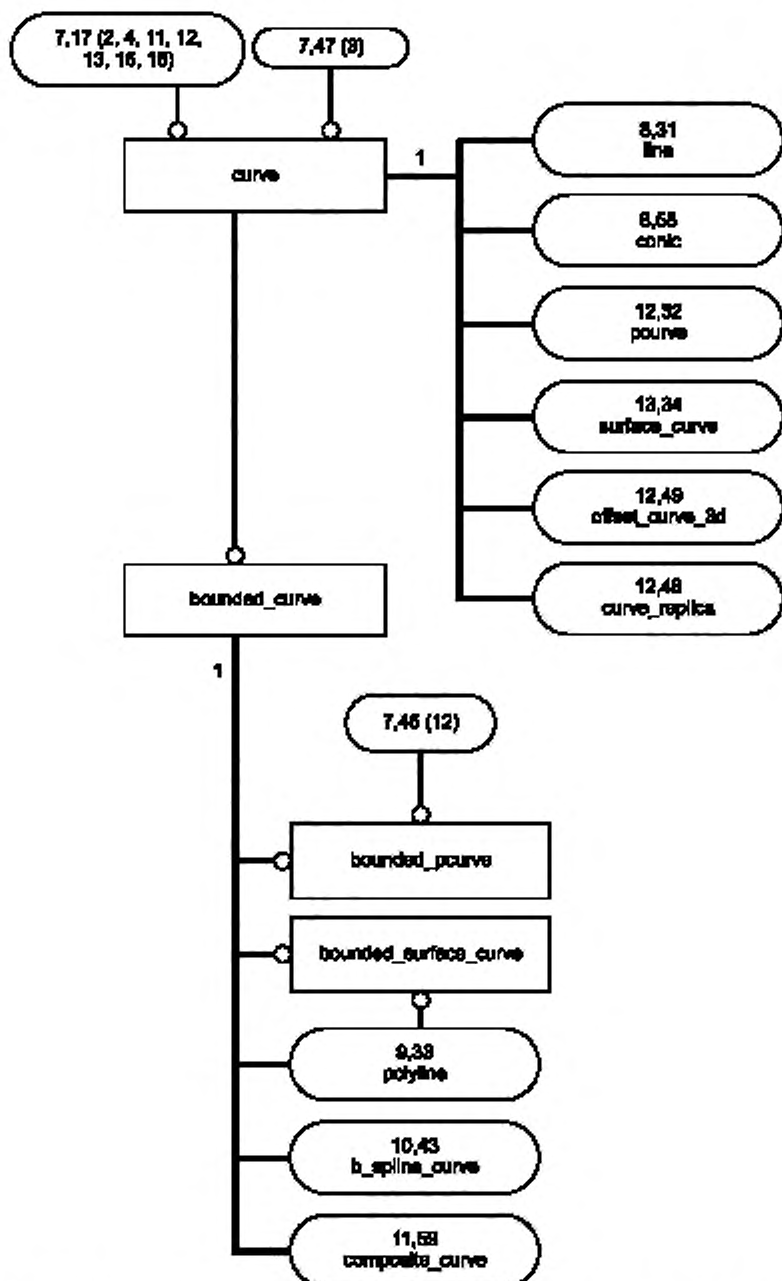 7,17 (2, 4, 11, 12,
13, 15, 16)
7,47 (9)
curve
1
8,31
line
8,58
conic
12,32
pcurve
13,34
surface_curve
12,49
offset_curve_3d
12,48
curve_replica
bounded_curve
1
7,45 (12)
bounded_pcurve
bounded_surface_curve
9,33
polyline
10,43
b_spline_curve
11,59
composite_curve